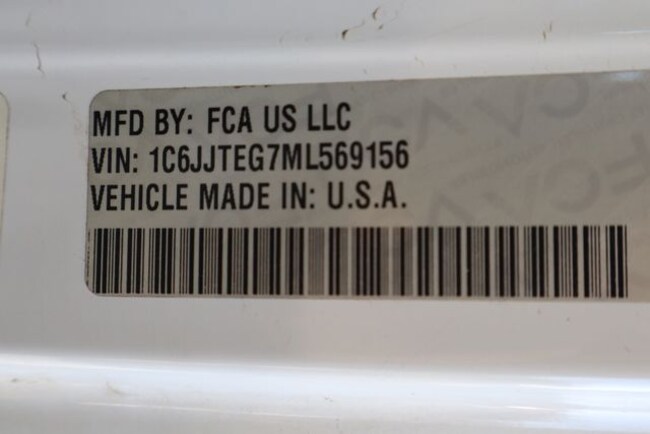 MFD BY: FCA US LLC
VIN: 1C6JJTEG7ML569156
VEHICLE MADE IN: U.S.A.